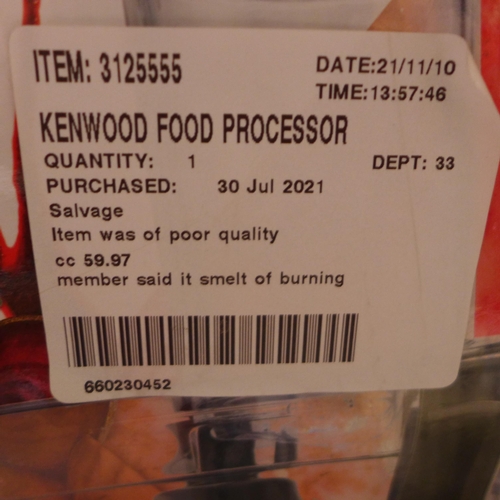 ITEM: 3125555
DATE:21/11/10
TIME:13:57:46
KENWOOD FOOD PROCESSOR
QUANTITY: 1
DEPT: 33
PURCHASED: 30 Jul 2021
Salvage
Item was of poor quality
cc 59.97
member said it smelt of burning
660230452